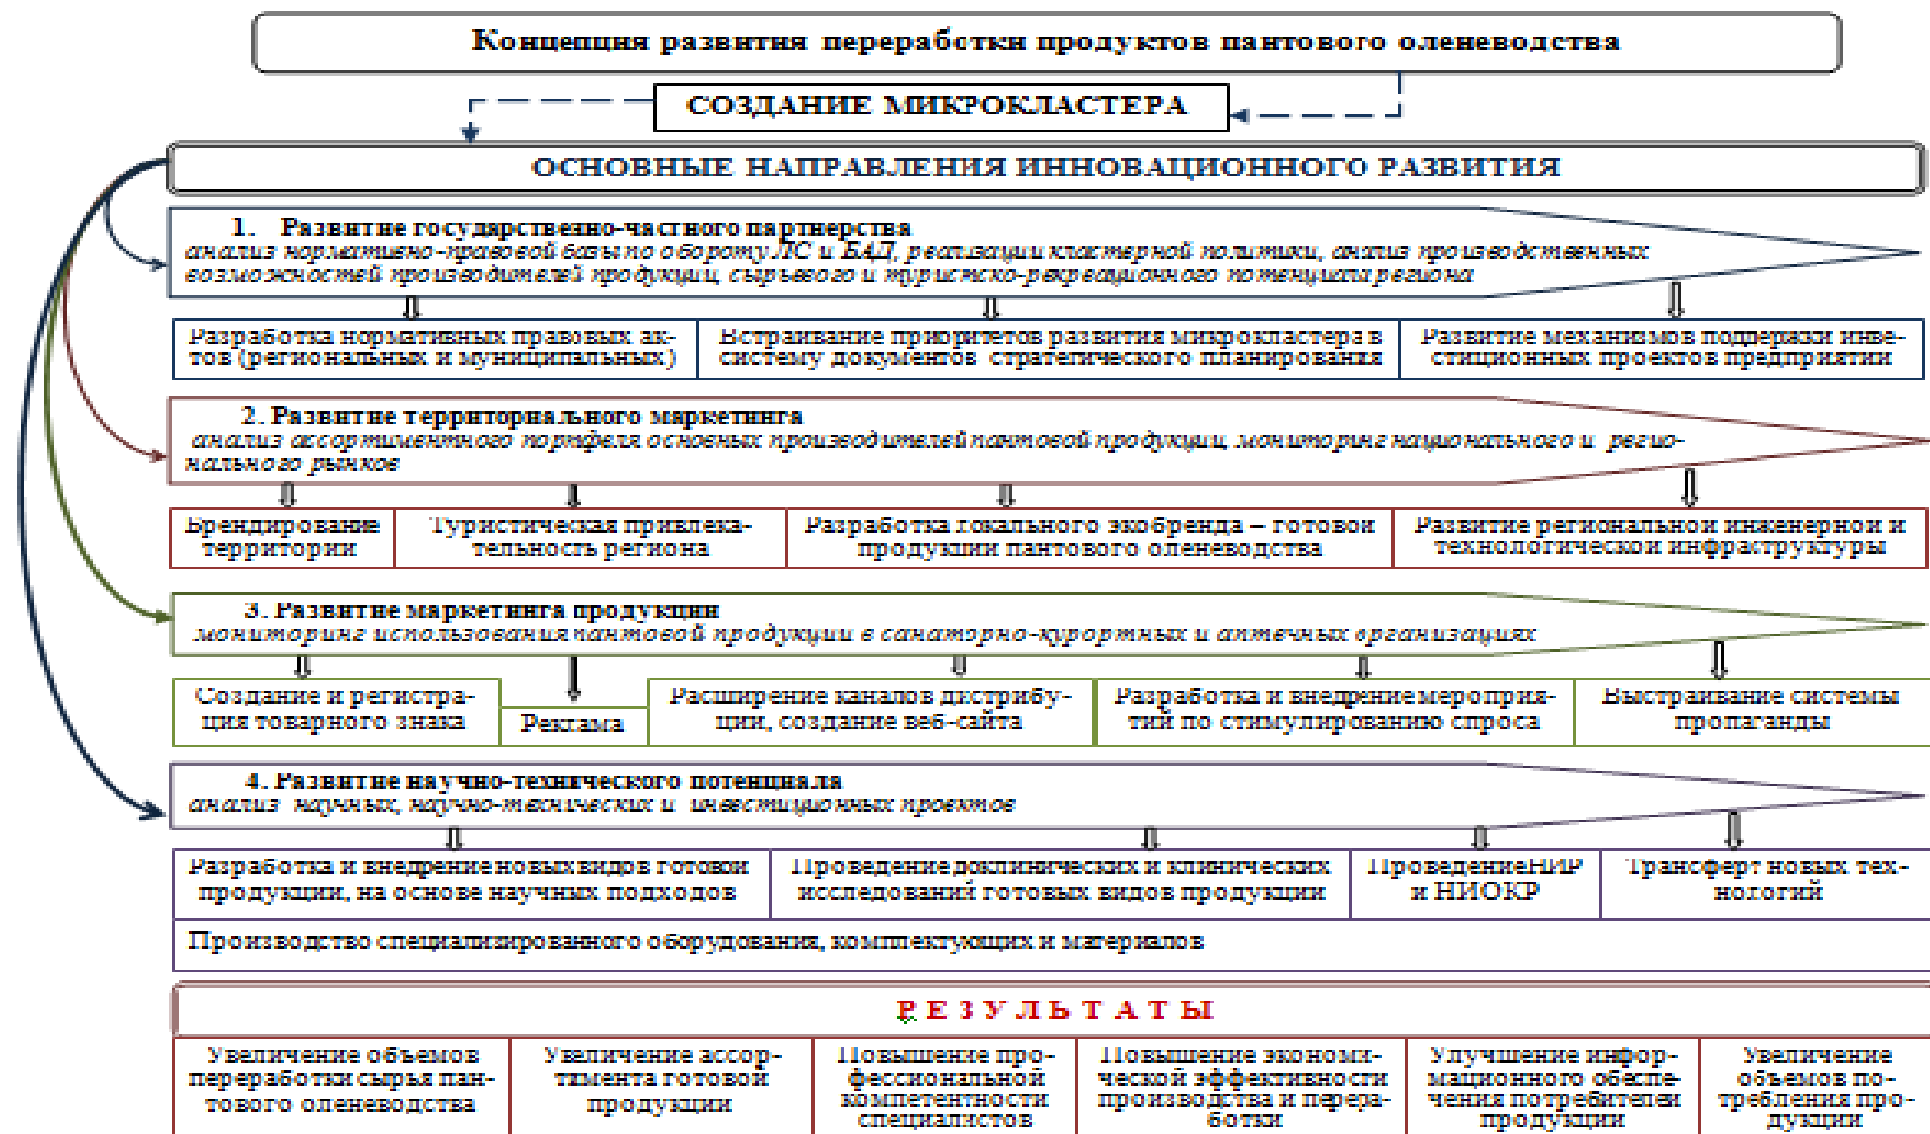 Концепция развития переработки продуктов пантового оленеводства
СОЗДАНИЕ МИКРОКЛАСТЕРА
ОСНОВНЫЕ НАПРАВЛЕНИЯ ИННОВАЦИОННОГО РАЗВИТИЯ
1. Развитие государственно-частного партнерства
анализ нормативно-правовой базы по обороту ЛС и БАД, реализации кластерной политики, анализ производственных
возможностей производителей продукции, сырьевого и туристско-рекреационного потенциала региона
Разработка нормативных правовых ак-
тов (региональных и муниципальных)
Встраивание приоритетов развития микрокластера в
систему документов стратегического планирования
Развитие механизмов поддержки инве-
стиционных проектов предприятий
2. Развитие территориального маркетинга
анализ ассортиментного портфеля основных производителей пантовой продукции, мониторинг национального и регио-
нального рынков
Брендирование
территории
Туристическая привлека-
тельность региона
Разработка локального экобренда – готовой
продукции пантового оленеводства
Развитие региональной инженерной и
технологической инфраструктуры
3. Развитие маркетинга продукции
мониторинг использования пантовой продукции в санаторно-курортных и аптечных организациях
Создание и регистра-
ция товарного знака
Реклама
Расширение каналов дистрибу-
ции, создание веб-сайта
Разработка и внедрение мероприя-
тий по стимулированию спроса
Выстраивание системы
пропаганды
4. Развитие научно-технического потенциала
анализ научных, научно-технических и инвестиционных проектов
Разработка и внедрение новых видов готовой
продукции, на основе научных подходов
Проведение доклинических и клинических
исследований готовых видов продукции
Проведение НИР
и НИОКР
Трансферт новых тех-
нологий
Производство специализированного оборудования, комплектующих и материалов
Р Е З У Л Ь Т А Т Ы
Увеличение объемов
переработки сырья пан-
тового оленеводства
Увеличение ассор-
тимента готовой
продукции
Повышение про-
фессиональной
компетентности
специалистов
Повышение экономи-
ческой эффективности
производства и перера-
ботки
Улучшение инфор-
мационного обеспе-
чения потребителей
продукции
Увеличение
объемов по-
требления про-
дукции